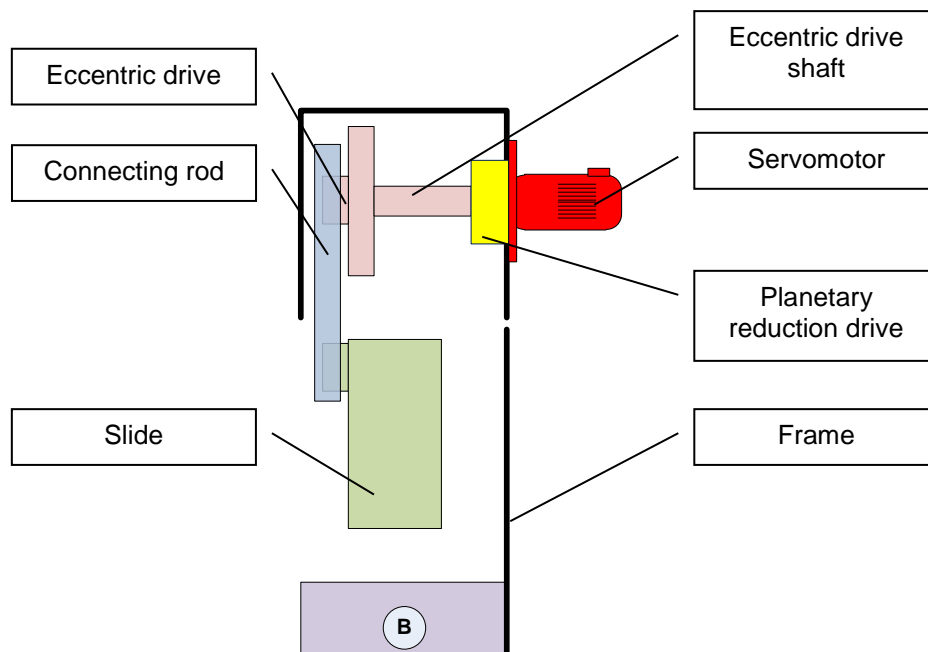 Eccentric drive
Connecting rod
Slide
Eccentric drive
shaft
Servomotor
Planetary
reduction drive
Frame
B